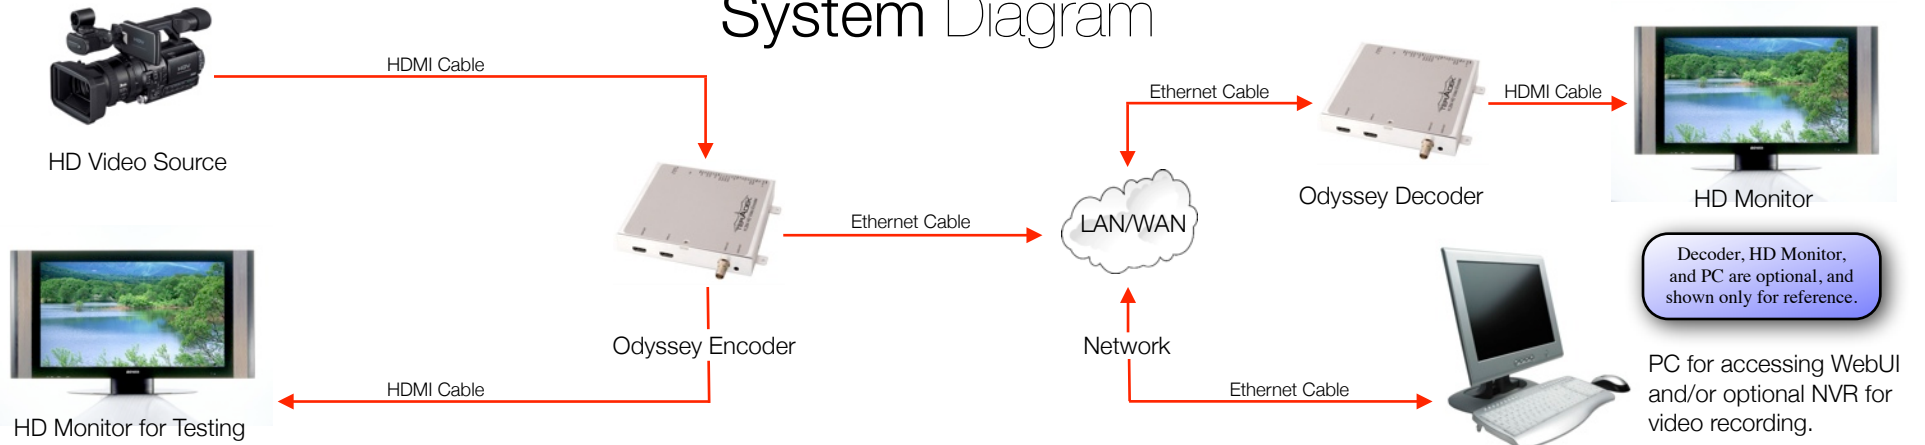 System Diagram
HDMI Cable
HD Video Source
Ethernet Cable
HDMI Cable
TERADEK
Odyssey Decoder
HD Monitor
TERADEK
Ethernet Cable
LAN/WAN
Decoder, HD Monitor,
and PC are optional, and
shown only for reference.
Odyssey Encoder
Network
HDMI Cable
Ethernet Cable
HD Monitor for Testing
PC for accessing WebUI
and/or optional NVR for
video recording.